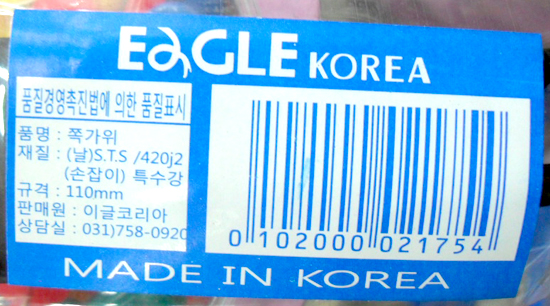 EAGLE KOREA
품질경영촉진법에 의한 품질표시
품명 : 쪽가위
재질 : (날)S.T.S /420j2
(손잡이) 특수강
규격 : 110mm
판매원 : 이글코리아
상담실 : 031)758-0920
0 102000 021754
MADE IN KOREA